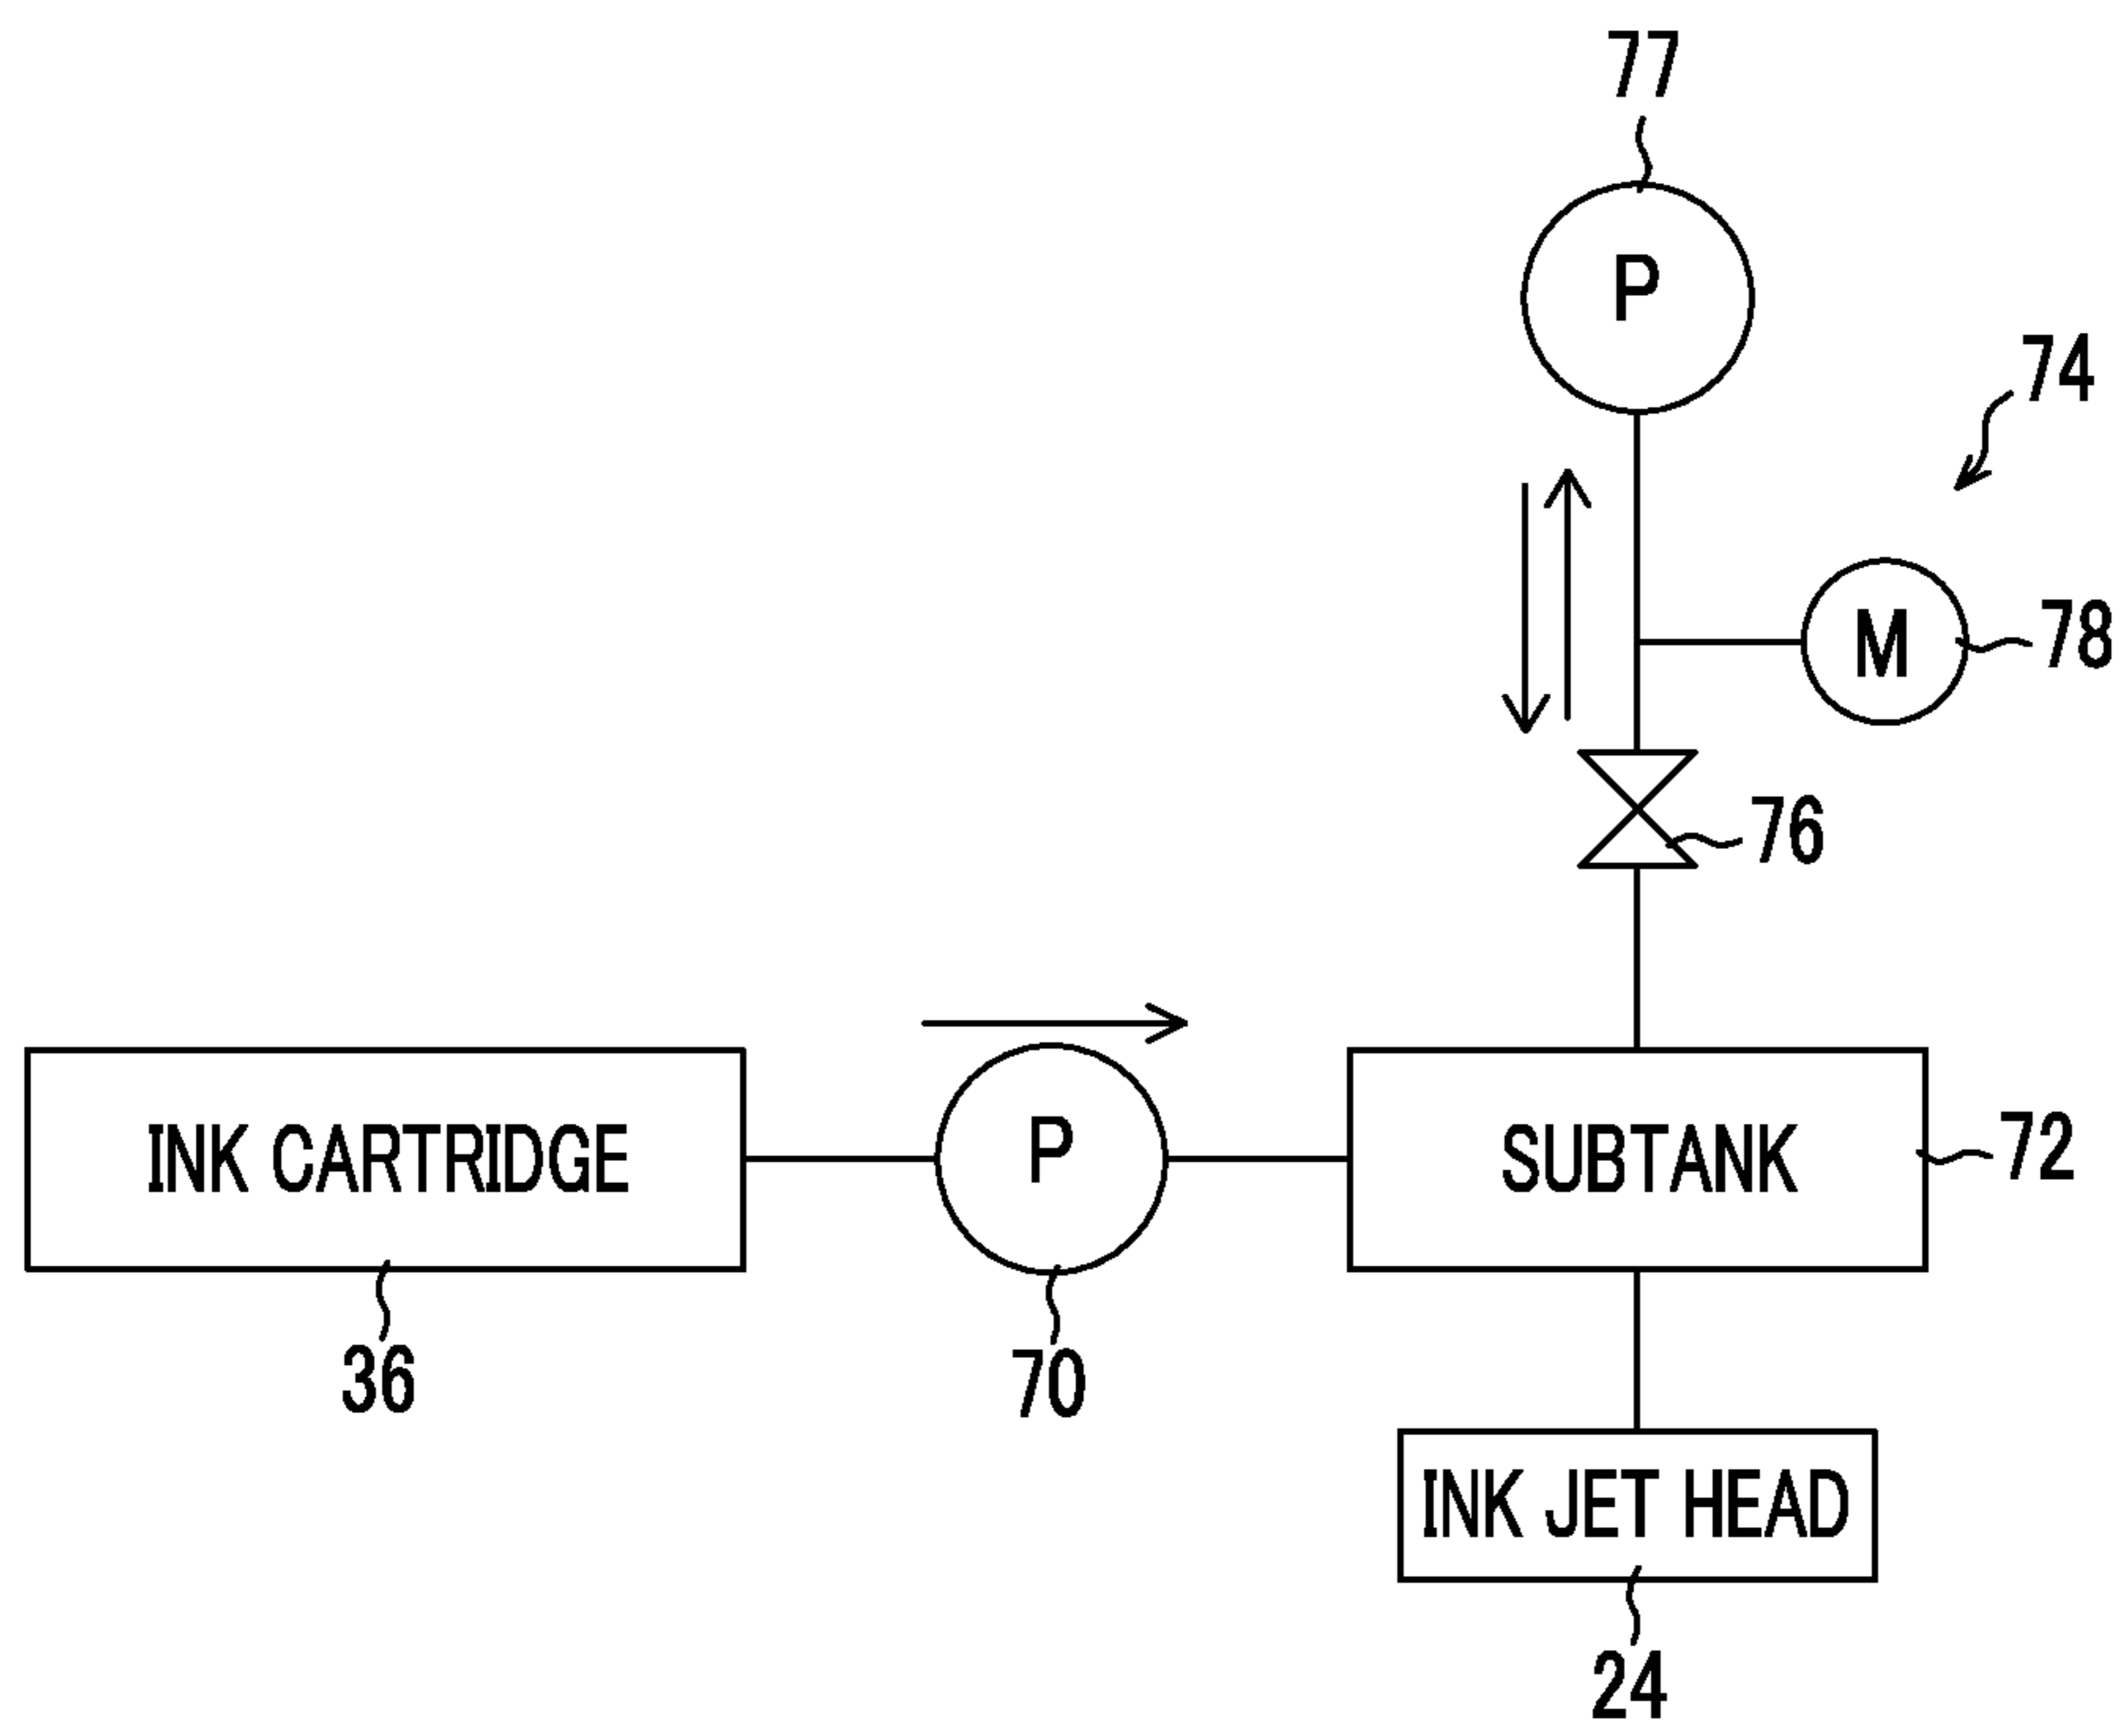 77
P
74
M
78
76
INK CARTRIDGE
P
SUBTANK
72
36
70
INK JET HEAD
24